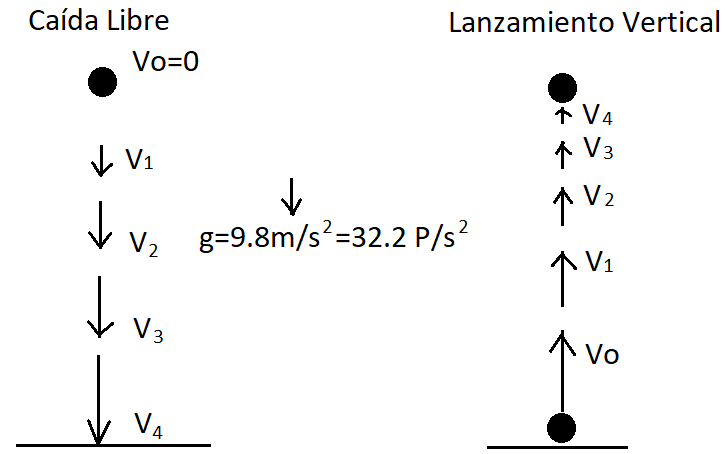 Caída Libre
Vo=0
V1
V2
V3
V4
g=9.8m/s²=32.2 P/s²
Lanzamiento Vertical
V4
V3
V2
V1
Vo